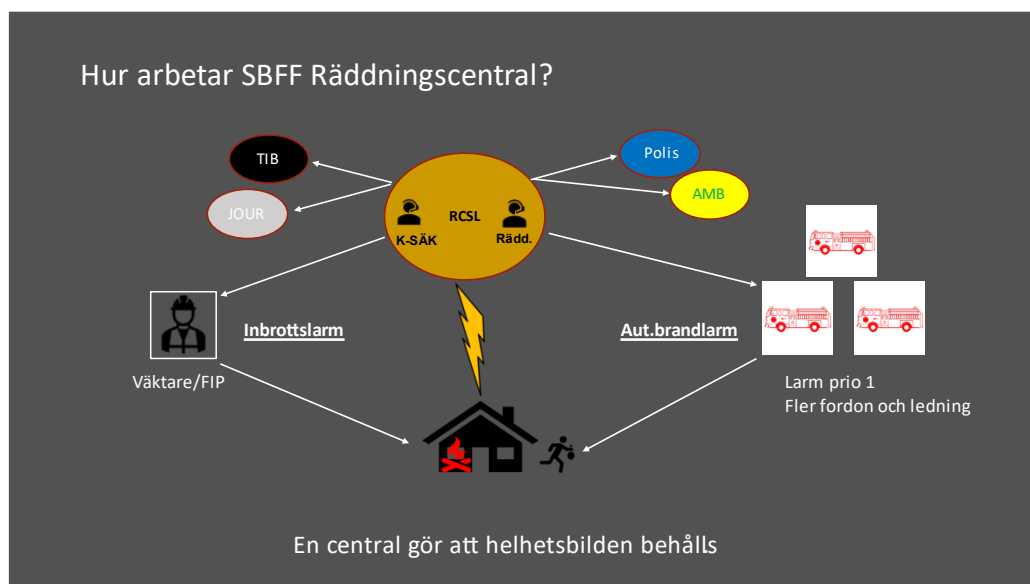 Hur arbetar SBFF Räddningscentral?
TIB
JOUR
Polis
AMB
RCSL
K-SÄK
Rädd.
Inbrottslarm
Aut.brandlarm
Väktare/FIP
Larm prio 1
Fler fordon och ledning
En central gör att helhetsbilden behålls